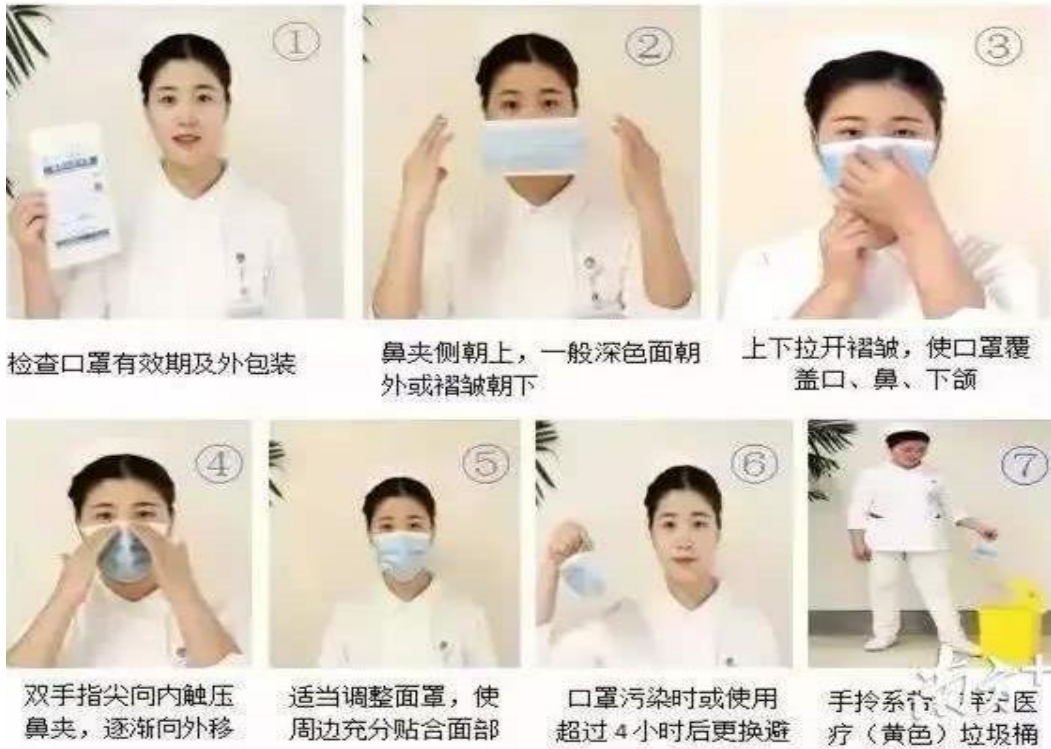 ①
②
③
检查口罩有效期及外包装
鼻夹侧朝上，一般深色面朝
外或褶皱朝下
上下拉开褶皱，使口罩覆
盖口、鼻、下颌
④
⑤
⑥
⑦
双手指尖向内触压
鼻夹，逐渐向外移
适当调整面罩，使
周边充分贴合面部
口罩污染时或使用
超过4小时后更换避
手拎系
医
疗（黄色）垃圾桶